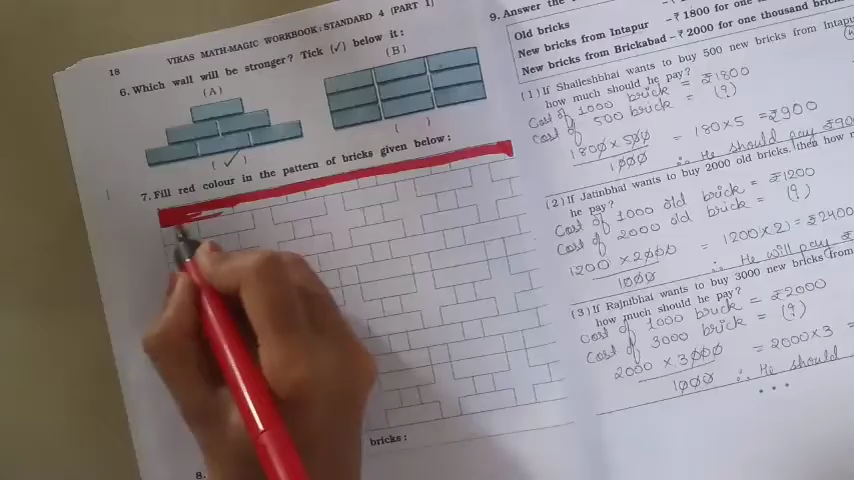 18
VIKAS MATH-MAGIC WORKBOOK: STANDARD 4 (PART 1)
6. Which wall will be stronger? Tick (✓) below it:
(A)
(B)
( ✓ )
( )
7. Fill red colour in the pattern of bricks given below:
bricks:
8.
9. Answer the
Old bricks
New bricks from Intapur - ₹ 1800 for one
New bricks from Brickabad - ₹ 2000 for one thousand bric
(1) If Shaileshbhai wants to buy 500 new bricks from Intapu
how much should he pay?
Cost of 1000 brick = ₹1800
Cost of 500 brick = (?)
1800 × 500 / 1000 = 180×5 = ₹900
∴ He should pay ₹90
(2) If Jatinbhai wants to buy 2000 old bricks, then how m
he pay?
Cost of 1000 old brick = ₹1200
Cost of 2000 old brick = (?)
1200 × 2000 / 1000 = 1200×2 = ₹2400
∴ He will pay ₹
(3) If Rajnibhai wants to buy 3000 new bricks from
how much should he pay?
Cost of 1000 brick = ₹2000
Cost of 3000 brick = (?)
2000 × 3000 / 1000 = 2000×3 =
∴ He should